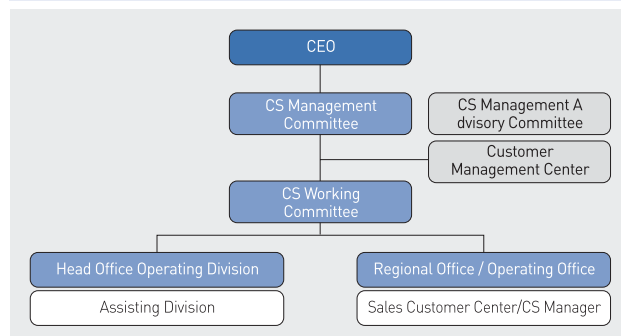 CEO
CS Management
Committee
CS Management A
dvisory Committee
Customer
Management Center
CS Working
Committee
Head Office Operating Division
Regional Office / Operating Office
Assisting Division
Sales Customer Center/CS Manager